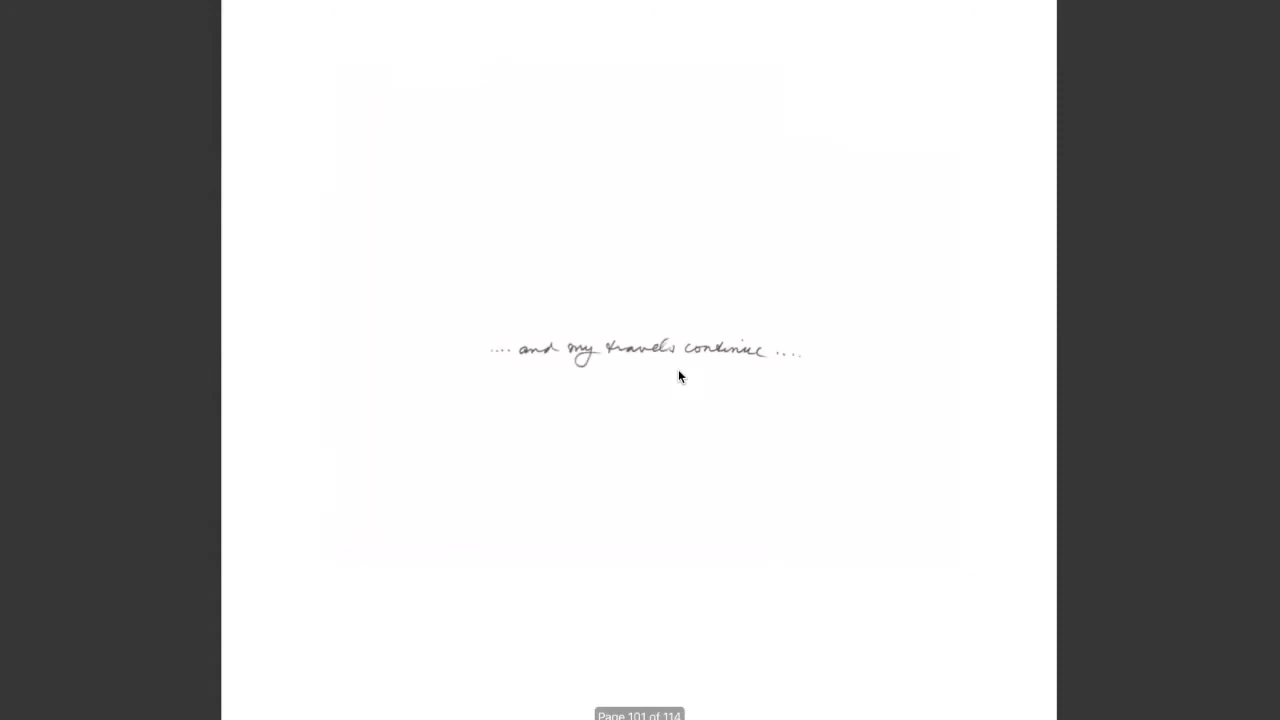 .... and my travels continue ....
Page 101 of 114